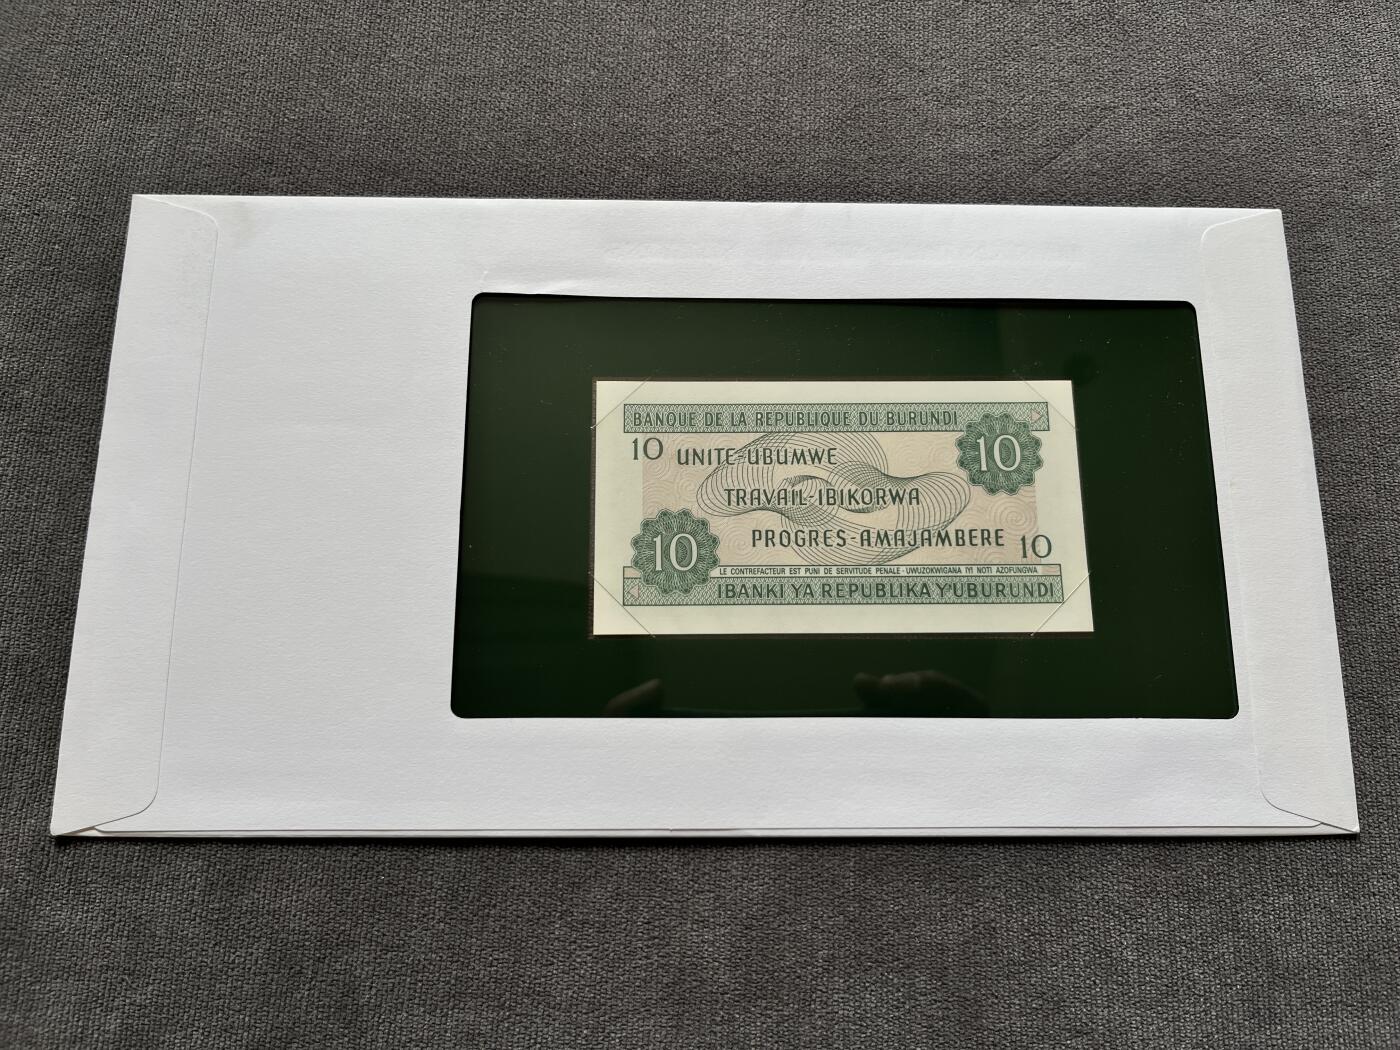 BANQUE DE LA REPUBLIQUE DU BURUNDI
10
10
UNITE-UBUMWE
TRAVAIL-IBIKORWA
PROGRES-AMAJAMBERE
10
10
LE CONTREFACTEUR EST PUNI DE SERVITUDE PENALE - UWUZOKWIGANA IYI NOTI AZOFUNGWA
IBANKI YA REPUBLIKA Y'UBURUNDI